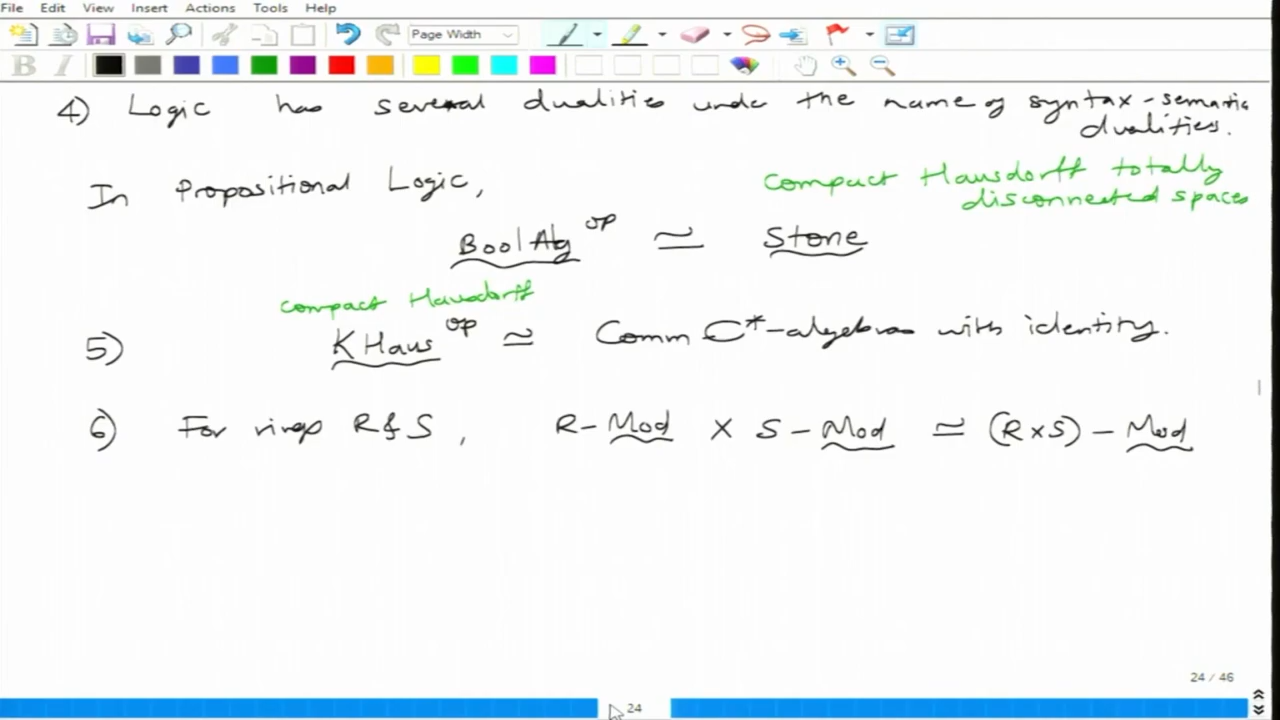 File Edit View Insert Actions Tools Help
Page Width
B I
4) Logic has several dualities under the name of syntax-sematic
dualities.
In Propositional Logic,
compact Hausdorff totally
disconnected spaces
BoolAlg^op ≃ Stone
compact Hausdorff
5) KHaus^op ≃ Comm C*-algebras with identity.
6) For rings R & S, R-Mod × S-Mod ≃ (R×S)-Mod
24 / 46
24